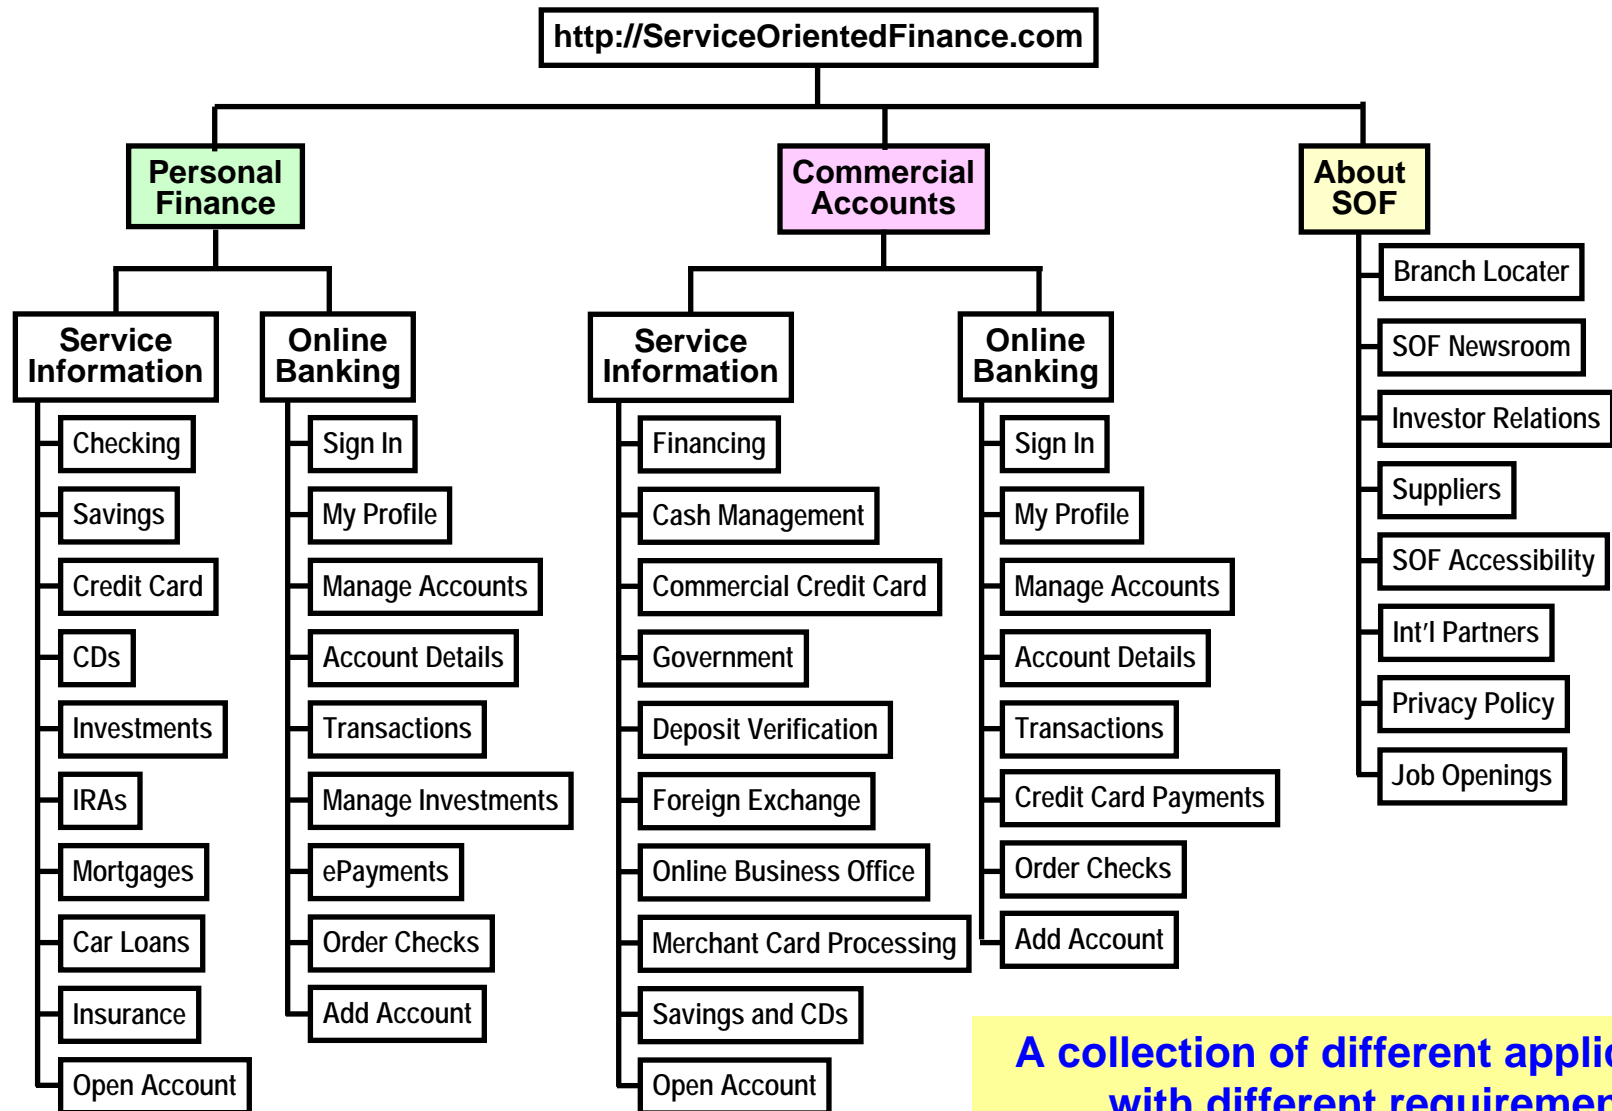 http://ServiceOrientedFinance.com
Personal
Finance
Commercial
Accounts
About
SOF
Service
Information
Checking
Savings
Credit Card
CDs
Investments
IRAs
Mortgages
Car Loans
Insurance
Open Account
Online
Banking
Sign In
My Profile
Manage Accounts
Account Details
Transactions
Manage Investments
ePayments
Order Checks
Add Account
Service
Information
Financing
Cash Management
Commercial Credit Card
Government
Deposit Verification
Foreign Exchange
Online Business Office
Merchant Card Processing
Savings and CDs
Open Account
Online
Banking
Sign In
My Profile
Manage Accounts
Account Details
Transactions
Credit Card Payments
Order Checks
Add Account
Branch Locater
SOF Newsroom
Investor Relations
Suppliers
SOF Accessibility
Int'l Partners
Privacy Policy
Job Openings
A collection of different
with different